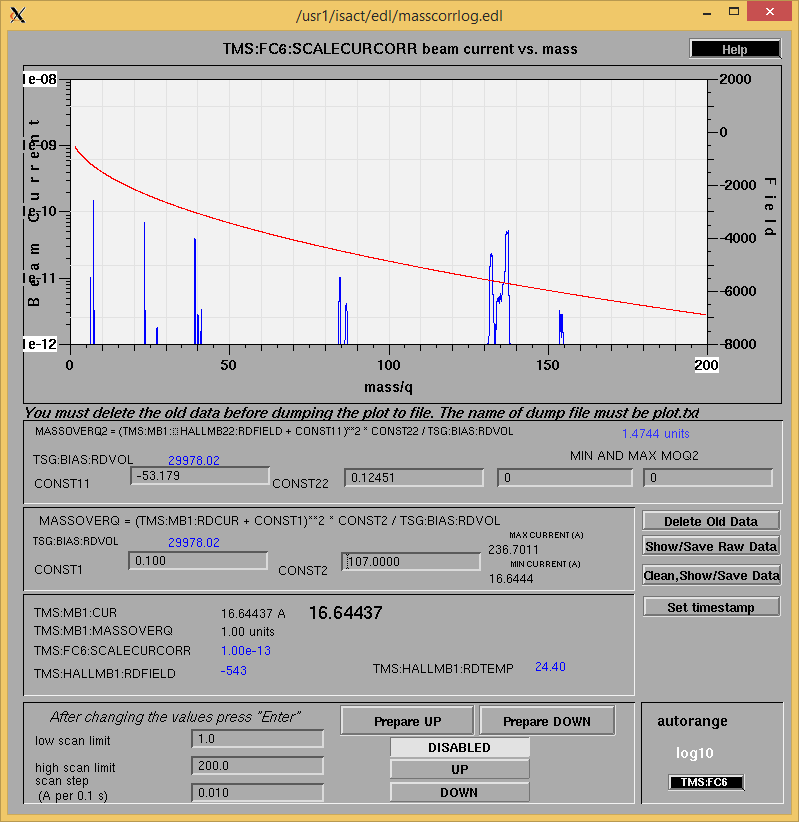 /usr1/isact/edl/masscorrlog.edl
TMS:FC6:SCALECURCORR beam current vs. mass
Help
1e-08
1e-09
1e-10
1e-11
1e-12
Beam Current
2000
0
-2000
-4000
-6000
-8000
Field
0 50 100 150 200
mass/q
You must delete the old data before dumping the plot to file. The name of dump file must be plot.txt
MASSOVERQ2 = (TMS:MB1:□HALLMB22:RDFIELD + CONST11)**2 * CONST22 / TSG:BIAS:RDVOL
1.4744 units
TSG:BIAS:RDVOL 29978.02
MIN AND MAX MOQ2
CONST11 -53.179 CONST22 0.12451 0 0
MASSOVERQ = (TMS:MB1:RDCUR + CONST1)**2 * CONST2 / TSG:BIAS:RDVOL
TSG:BIAS:RDVOL 29978.02
MAX CURRENT (A)
236.7011
MIN CURRENT (A)
16.6444
CONST1 0.100 CONST2 107.0000
Delete Old Data
Show/Save Raw Data
Clean,Show/Save Data
Set timestamp
TMS:MB1:CUR 16.64437 A 16.64437
TMS:MB1:MASSOVERQ 1.00 units
TMS:FC6:SCALECURCORR 1.00e-13
TMS:HALLMB1:RDFIELD -543
TMS:HALLMB1:RDTEMP 24.40
After changing the values press "Enter"
low scan limit 1.0
high scan limit 200.0
scan step
(A per 0.1 s) 0.010
Prepare UP Prepare DOWN
DISABLED
UP
DOWN
autorange
log10
TMS:FC6